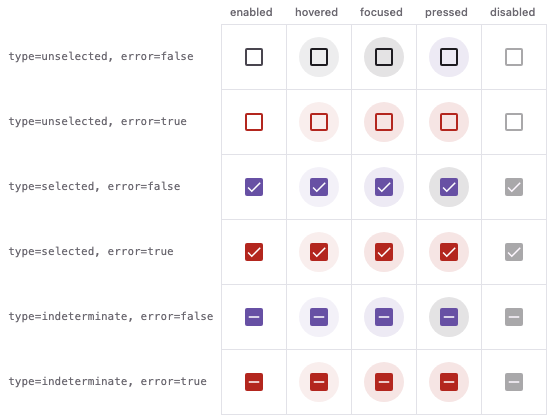 enabled hovered focused pressed disabled
type=unselected, error=false
type=unselected, error=true
type=selected, error=false
type=selected, error=true
type=indeterminate, error=false
type=indeterminate, error=true